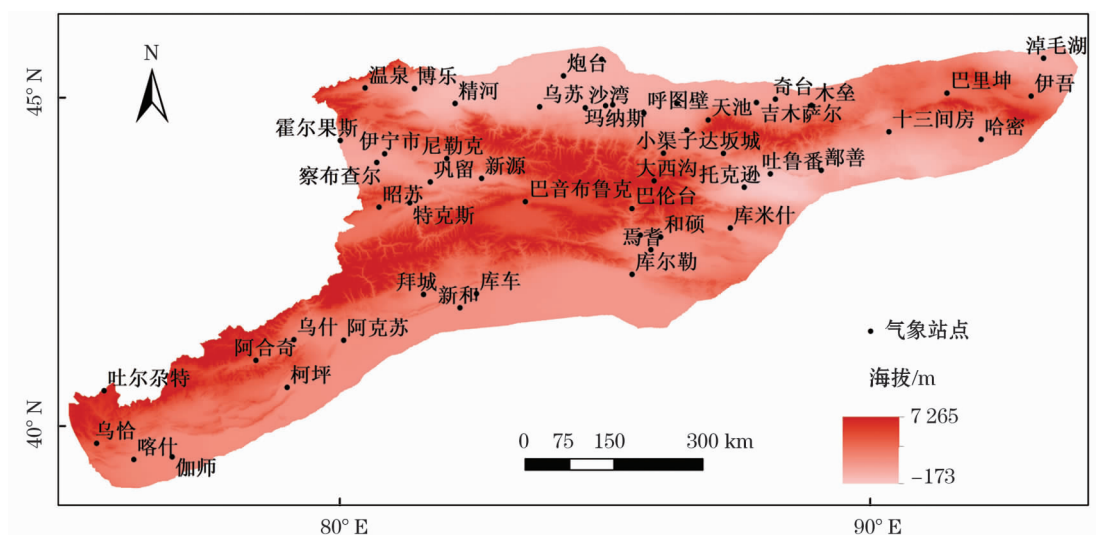 N
淖毛湖
炮台
温泉
博乐
奇台
木垒
巴里坤
伊吾
45° N
精河
乌苏
沙湾
呼图壁
天池
吉木萨尔
玛纳斯
十三间房
哈密
霍尔果斯
伊宁市
尼勒克
小渠子
达坂城
察布查尔
巩留
新源
大西沟
托克逊
吐鲁番
鄯善
昭苏
特克斯
巴音布鲁克
巴伦台
库米什
焉耆
和硕
库尔勒
拜城
新和
库车
乌什
阿克苏
气象站点
阿合奇
柯坪
吐尔尕特
海拔/m
7 265
−173
40° N
乌恰
喀什
伽师
0 75 150 300 km
80° E
90° E